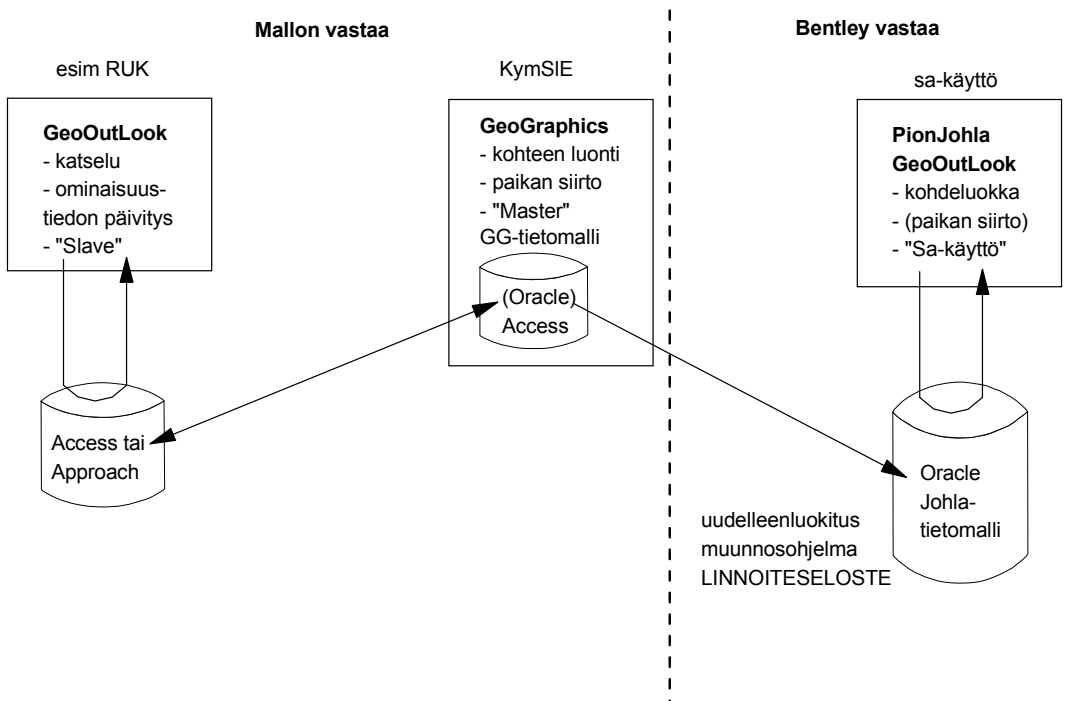 Mallon vastaa
Bentley vastaa
esim RUK
KymSlE
sa-käyttö
GeoOutLook
- katselu
- ominaisuus-
tiedon päivitys
- "Slave"
GeoGraphics
- kohteen luonti
- paikan siirto
- "Master"
GG-tietomalli
(Oracle)
Access
PionJohla
GeoOutLook
- kohdeluokka
- (paikan siirto)
- "Sa-käyttö"
Access tai
Approach
Oracle
Johla-
tietomalli
uudelleenluokitus
muunnosohjelma
LINNOITESELOSTE